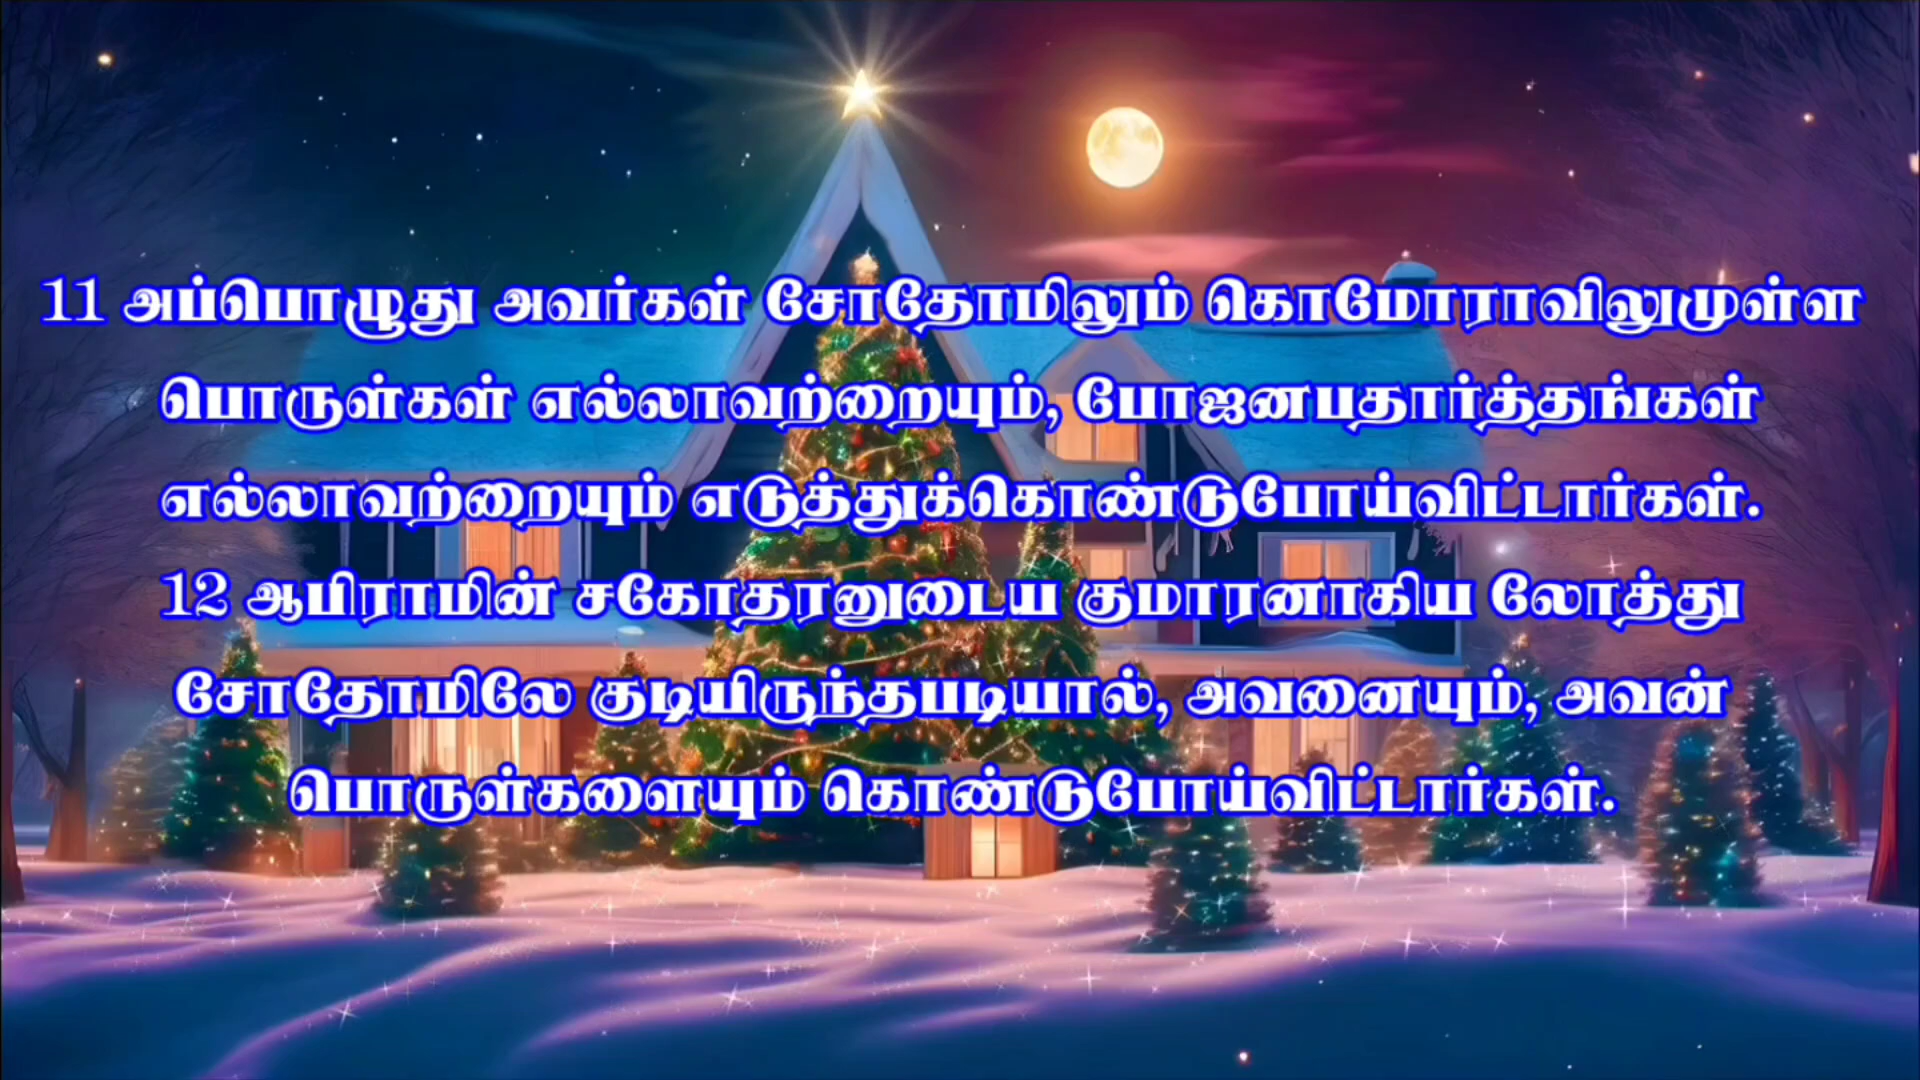 11 அப்பொழுது அவர்கள் சோதோமிலும் கொமோராவிலுமுள்ள
பொருள்கள் எல்லாவற்றையும், போஜனபதார்த்தங்கள்
எல்லாவற்றையும் எடுத்துக்கொண்டுபோய்விட்டார்கள்.
12 ஆபிராமின் சகோதரனுடைய குமாரனாகிய லோத்து
சோதோமிலே குடியிருந்தபடியால், அவனையும், அவன்
பொருள்களையும் கொண்டுபோய்விட்டார்கள்.